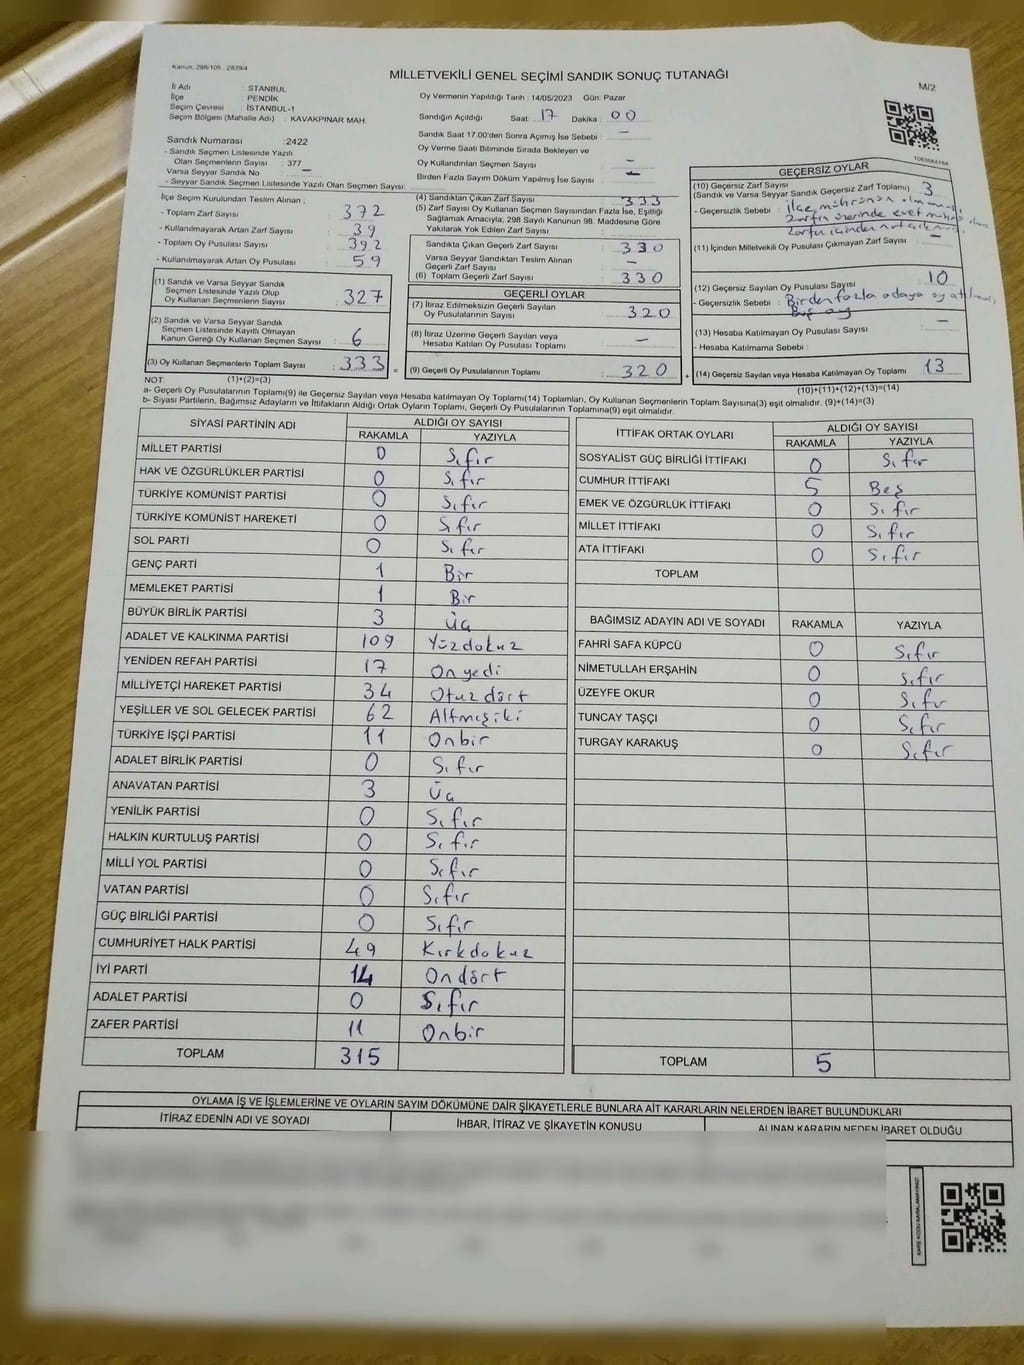 Kanun, 298/105 , 2839/4
MİLLETVEKİLİ GENEL SEÇİMİ SANDIK SONUÇ TUTANAĞI
M/2
İli Adı : STANBUL
İlçe : PENDİK
Seçim Çevresi : İSTANBUL-1
Seçim Bölgesi (Mahalle Adı) : KAVAKPINAR MAH.
Sandık Numarası :2422
- Sandık Seçmen Listesinde Yazılı
Olan Seçmenlerin Sayısı : 377
Varsa Seyyar Sandık No : –
- Seyyar Sandık Seçmen Listesinde Yazılı Olan Seçmen Sayısı:
Oy Vermenin Yapıldığı Tarih : 14/05/2023 Gün: Pazar
Sandığın Açıldığı Saat: 17 Dakika : 00
Sandık Saat 17.00'den Sonra Açılmış İse Sebebi : –
Oy Verme Saati Bitiminde Sırada Bekleyen ve
Oy Kullandırılan Seçmen Sayısı : –
Birden Fazla Sayım Döküm Yapılmış İse Sayısı : –
İlçe Seçim Kurulundan Teslim Alınan ;
- Toplam Zarf Sayısı : 372
- Kullanılmayarak Artan Zarf Sayısı : 39
- Toplam Oy Pusulası Sayısı : 392
- Kullanılmayarak Artan Oy Pusulası : 59
(1) Sandık ve Varsa Seyyar Sandık
Seçmen Listesinde Yazılı Olup
Oy Kullanan Seçmenlerin Sayısı : 327
(2) Sandık ve Varsa Seyyar Sandık
Seçmen Listesinde Kayıtlı Olmayan
Kanun Gereği Oy Kullanan Seçmen Sayısı : 6
(3) Oy Kullanan Seçmenlerin Toplam Sayısı : 333 =
(4) Sandıktan Çıkan Zarf Sayısı : 333
(5) Zarf Sayısı Oy Kullanan Seçmen Sayısından Fazla İse, Eşitliği
Sağlamak Amacıyla; 298 Sayılı Kanunun 98. Maddesine Göre
Yakılarak Yok Edilen Zarf Sayısı :
Sandıkta Çıkan Geçerli Zarf Sayısı : 330
Varsa Seyyar Sandıktan Teslim Alınan
Geçerli Zarf Sayısı : –
(6) Toplam Geçerli Zarf Sayısı : 330
GEÇERLİ OYLAR
(7) İtiraz Edilmeksizin Geçerli Sayılan
Oy Pusulalarının Sayısı : 320
(8) İtiraz Üzerine Geçerli Sayılan veya
Hesaba Katılan Oy Pusulası Toplamı : –
(9) Geçerli Oy Pusulalarının Toplamı : 320 +
GEÇERSİZ OYLAR
(10) Geçersiz Zarf Sayısı
(Sandık ve Varsa Seyyar Sandık Geçersiz Zarf Toplamı) : 3
- Geçersizlik Sebebi : İlçe mührünün olmaması
Zarfın üzerinde evet mührü
(11) İçinden Milletvekili Oy Pusulası Çıkmayan Zarf Sayısı : –
(12) Geçersiz Sayılan Oy Pusulası Sayısı : 10
- Geçersizlik Sebebi : Birden fazla adaya oy atılması
Boş oy
(13) Hesaba Katılmayan Oy Pusulası Sayısı : –
- Hesaba Katılmama Sebebi :
(14) Geçersiz Sayılan veya Hesaba Katılmayan Oy Toplamı : 13
NOT: (1)+(2)=(3) (10)+(11)+(12)+(13)=(14)
a- Geçerli Oy Pusulalarının Toplamı(9) ile Geçersiz Sayılan veya Hesaba katılmayan Oy Toplamı(14) Toplamları, Oy Kullanan Seçmenlerin Toplam Sayısına(3) eşit olmalıdır. (9)+(14)=(3)
b- Siyasi Partilerin, Bağımsız Adayların ve İttifakların Aldığı Ortak Oyların Toplamı, Geçerli Oy Pusulalarının Toplamına(9) eşit olmalıdır.
SİYASİ PARTİNİN ADI ALDIĞI OY SAYISI
RAKAMLA YAZIYLA
MİLLET PARTİSİ 0 Sıfır
HAK VE ÖZGÜRLÜKLER PARTİSİ 0 Sıfır
TÜRKİYE KOMÜNİST PARTİSİ 0 Sıfır
TÜRKİYE KOMÜNİST HAREKETİ 0 Sıfır
SOL PARTİ 0 Sıfır
GENÇ PARTİ 1 Bir
MEMLEKET PARTİSİ 1 Bir
BÜYÜK BİRLİK PARTİSİ 3 Üç
ADALET VE KALKINMA PARTİSİ 109 Yüzdokuz
YENİDEN REFAH PARTİSİ 17 Onyedi
MİLLİYETÇİ HAREKET PARTİSİ 34 Otuzdört
YEŞİLLER VE SOL GELECEK PARTİSİ 62 Altmışiki
TÜRKİYE İŞÇİ PARTİSİ 11 Onbir
ADALET BİRLİK PARTİSİ 0 Sıfır
ANAVATAN PARTİSİ 3 Üç
YENİLİK PARTİSİ 0 Sıfır
HALKIN KURTULUŞ PARTİSİ 0 Sıfır
MİLLİ YOL PARTİSİ 0 Sıfır
VATAN PARTİSİ 0 Sıfır
GÜÇ BİRLİĞİ PARTİSİ 0 Sıfır
CUMHURİYET HALK PARTİSİ 49 Kırkdokuz
İYİ PARTİ 14 Ondört
ADALET PARTİSİ 0 Sıfır
ZAFER PARTİSİ 11 Onbir
TOPLAM 315
İTTİFAK ORTAK OYLARI ALDIĞI OY SAYISI
RAKAMLA YAZIYLA
SOSYALİST GÜÇ BİRLİĞİ İTTİFAKI 0 Sıfır
CUMHUR İTTİFAKI 5 Beş
EMEK VE ÖZGÜRLÜK İTTİFAKI 0 Sıfır
MİLLET İTTİFAKI 0 Sıfır
ATA İTTİFAKI 0 Sıfır
TOPLAM
BAĞIMSIZ ADAYIN ADI VE SOYADI RAKAMLA YAZIYLA
FAHRİ SAFA KÜPCÜ 0 Sıfır
NİMETULLAH ERŞAHİN 0 Sıfır
ÜZEYFE OKUR 0 Sıfır
TUNCAY TAŞÇI 0 Sıfır
TURGAY KARAKUŞ 0 Sıfır
TOPLAM 5
OYLAMA İŞ VE İŞLEMLERİNE VE OYLARIN SAYIM DÖKÜMÜNE DAİR ŞİKAYETLERLE BUNLARA AİT KARARLARIN NELERDEN İBARET BULUNDUKLARI
İTİRAZ EDENİN ADI VE SOYADI İHBAR, İTİRAZ VE ŞİKAYETİN KONUSU ALINAN KARARIN NEDEN İBARET OLDUĞU